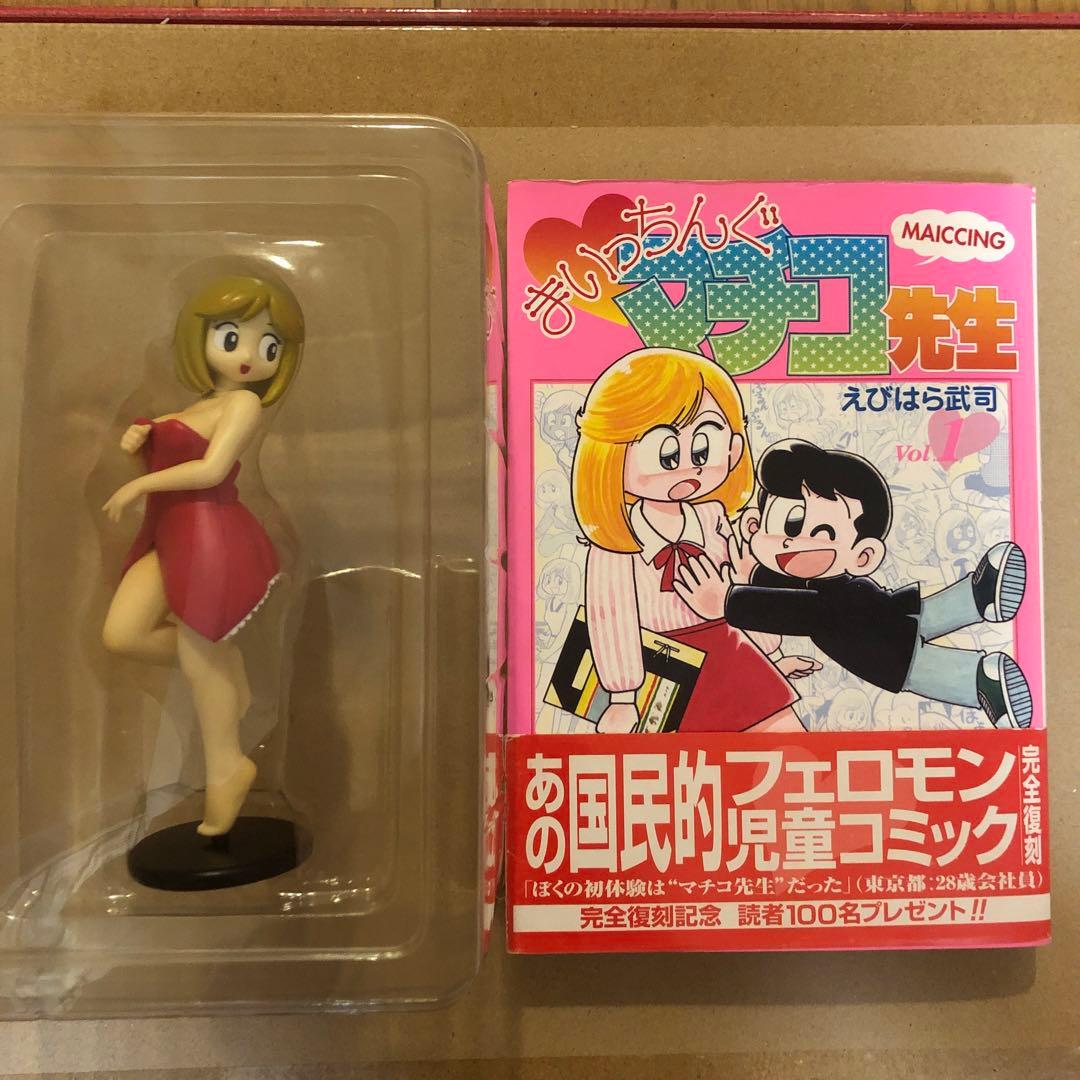 まいっちんぐ
マチコ先生
MAICCING
えびはら武司
Vol.1
あの国民的フェロモン児童コミック
完全復刻
「ぼくの初体験は“マチコ先生”だった」(東京都:28歳会社員)
完全復刻記念 読者100名プレゼント!!